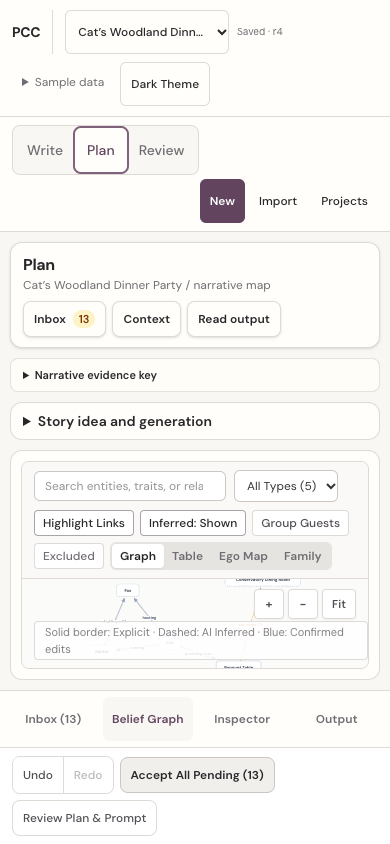 PCC
Cat's Woodland Dinn...
Saved · r4
Sample data
Dark Theme
Write
Plan
Review
New
Import
Projects
Plan
Cat's Woodland Dinner Party / narrative map
Inbox 13
Context
Read output
Narrative evidence key
Story idea and generation
Search entities, traits, or rela
All Types (5)
Highlight Links
Inferred: Shown
Group Guests
Excluded
Graph
Table
Ego Map
Family
Fox
hosting
+
−
Fit
Solid border: Explicit · Dashed: AI Inferred · Blue: Confirmed
edits
Inbox (13)
Belief Graph
Inspector
Output
Undo
Redo
Accept All Pending (13)
Review Plan & Prompt